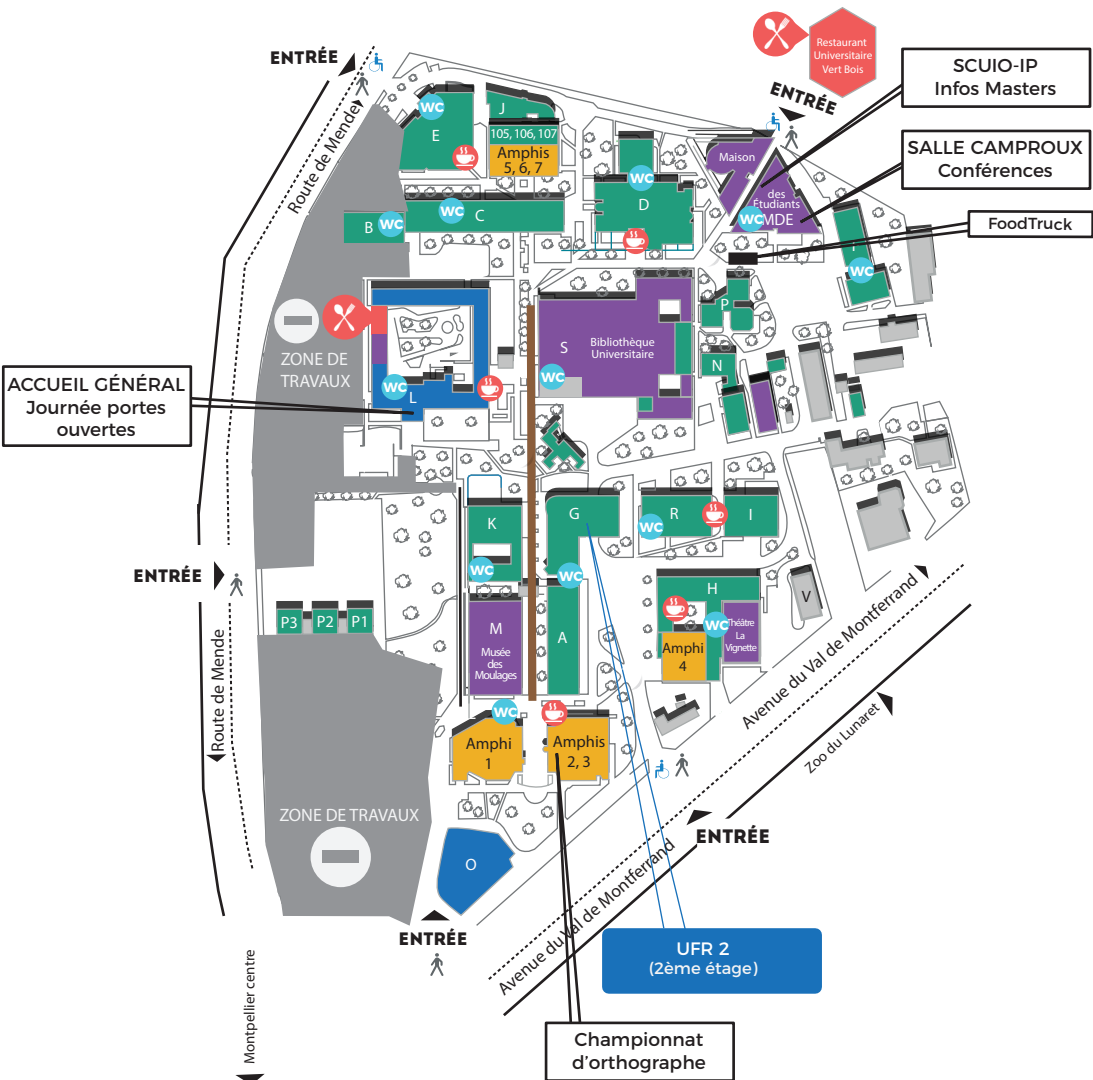 ENTRÉE
Restaurant
Universitaire
Vert Bois
SCUIO-IP
Infos Masters
ENTRÉE
SALLE CAMPROUX
Conférences
FoodTruck
Route de Mende
WC
E
J
105, 106, 107
Amphis
5, 6, 7
Maison
des
Étudiants
MDE
WC
WC
D
B
WC
WC
C
WC
P
N
S
Bibliothèque
Universitaire
WC
ZONE DE
TRAVAUX
ACCUEIL GÉNÉRAL
Journée portes
ouvertes
WC
L
K
WC
G
WC
WC
R
I
ENTRÉE
P3
P2
P1
M
Musée
des
Moulages
A
H
WC
Théâtre
La
Vignette
Amphi
4
V
Avenue du Val de Montferrand
Zoo du Lunaret
Route de Mende
WC
Amphi
1
Amphis
2, 3
ZONE DE TRAVAUX
O
ENTRÉE
ENTRÉE
Avenue du Val de Montferrand
UFR 2
(2ème étage)
Montpellier centre
Championnat
d'orthographe